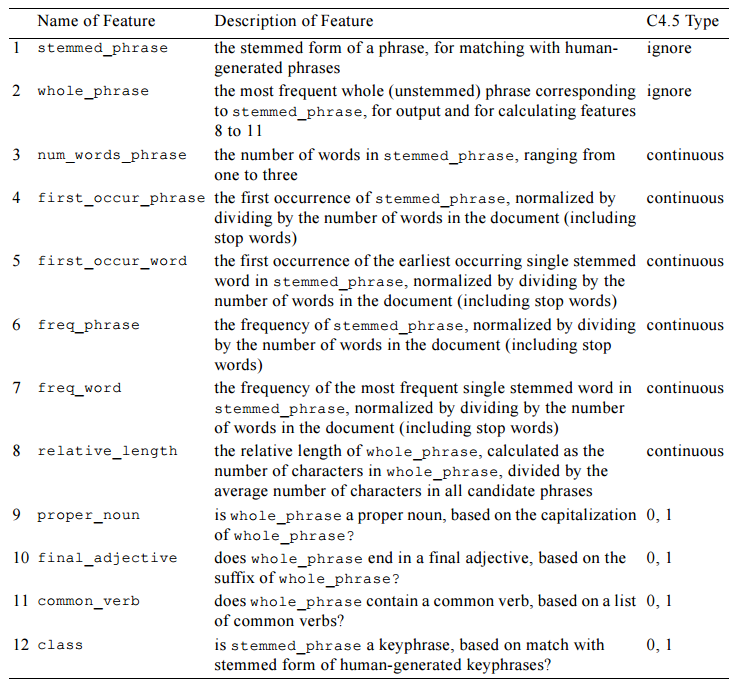 Name of Feature Description of Feature C4.5 Type
1 stemmed_phrase the stemmed form of a phrase, for matching with human- ignore
generated phrases
2 whole_phrase the most frequent whole (unstemmed) phrase corresponding ignore
to stemmed_phrase, for output and for calculating features
8 to 11
3 num_words_phrase the number of words in stemmed_phrase, ranging from continuous
one to three
4 first_occur_phrase the first occurrence of stemmed_phrase, normalized by continuous
dividing by the number of words in the document (including
stop words)
5 first_occur_word the first occurrence of the earliest occurring single stemmed continuous
word in stemmed_phrase, normalized by dividing by the
number of words in the document (including stop words)
6 freq_phrase the frequency of stemmed_phrase, normalized by dividing continuous
by the number of words in the document (including stop
words)
7 freq_word the frequency of the most frequent single stemmed word in continuous
stemmed_phrase, normalized by dividing by the number
of words in the document (including stop words)
8 relative_length the relative length of whole_phrase, calculated as the continuous
number of characters in whole_phrase, divided by the
average number of characters in all candidate phrases
9 proper_noun is whole_phrase a proper noun, based on the capitalization 0, 1
of whole_phrase?
10 final_adjective does whole_phrase end in a final adjective, based on the 0, 1
suffix of whole_phrase?
11 common_verb does whole_phrase contain a common verb, based on a list 0, 1
of common verbs?
12 class is stemmed_phrase a keyphrase, based on match with 0, 1
stemmed form of human-generated keyphrases?